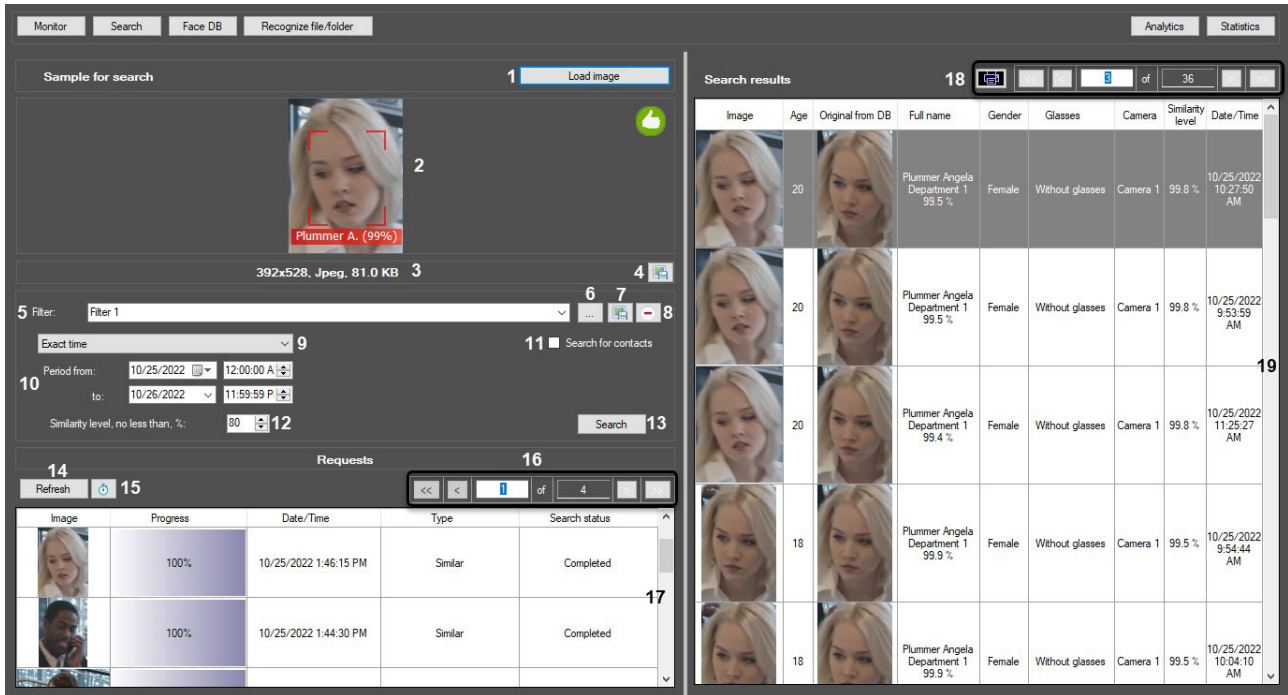 Monitor Search Face DB Recognize file/folder Analytics Statistics
Sample for search 1 Load image
Plummer A. (99%)
2
392x528, Jpeg, 81.0 KB 3 4
6 7
5 Filter: Filter 1 ... 8
Exact time 9 11 Search for contacts
Period from: 10/25/2022 12:00:00 A
10
to: 10/26/2022 11:59:59 P
Similarity level, no less than, %: 80 12 Search 13
Requests 16
14
Refresh 15 << < 1 of 4 > >>
Image Progress Date/Time Type Search status
100% 10/25/2022 1:46:15 PM Similar Completed
17
100% 10/25/2022 1:44:30 PM Similar Completed
Search results 18 << < 3 of 36 > >>
Image Age Original from DB Full name Gender Glasses Camera Similarity level Date/Time
20 Plummer Angela Department 1 99.5 % Female Without glasses Camera 1 99.8 % 10/25/2022 10:27:50 AM
20 Plummer Angela Department 1 99.5 % Female Without glasses Camera 1 99.8 % 10/25/2022 9:53:59 AM
19
20 Plummer Angela Department 1 99.4 % Female Without glasses Camera 1 99.8 % 10/25/2022 11:25:27 AM
18 Plummer Angela Department 1 99.9 % Female Without glasses Camera 1 99.5 % 10/25/2022 9:54:44 AM
18 Plummer Angela Department 1 99.9 % Female Without glasses Camera 1 99.5 % 10/25/2022 10:04:10 AM